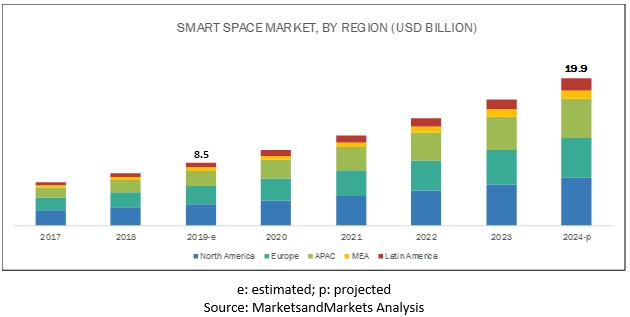 SMART SPACE MARKET, BY REGION (USD BILLION)
19.9
8.5
2017 2018 2019-e 2020 2021 2022 2023 2024-p
North America Europe APAC MEA Latin America
e: estimated; p: projected
Source: MarketsandMarkets Analysis